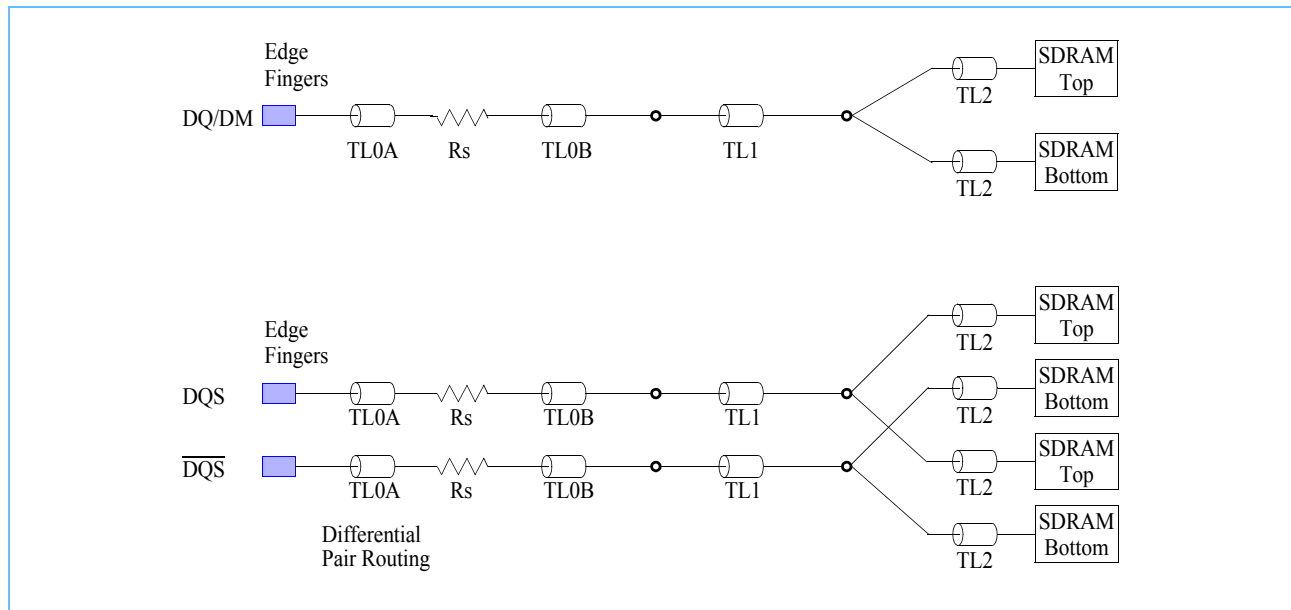 Edge
Fingers
DQ/DM
TL0A
Rs
TL0B
TL1
TL2
SDRAM
Top
TL2
SDRAM
Bottom
Edge
Fingers
DQS
TL0A
Rs
TL0B
TL1
TL2
SDRAM
Top
TL2
SDRAM
Bottom
D̅Q̅S̅
TL0A
Rs
TL0B
TL1
TL2
SDRAM
Top
TL2
SDRAM
Bottom
Differential
Pair Routing